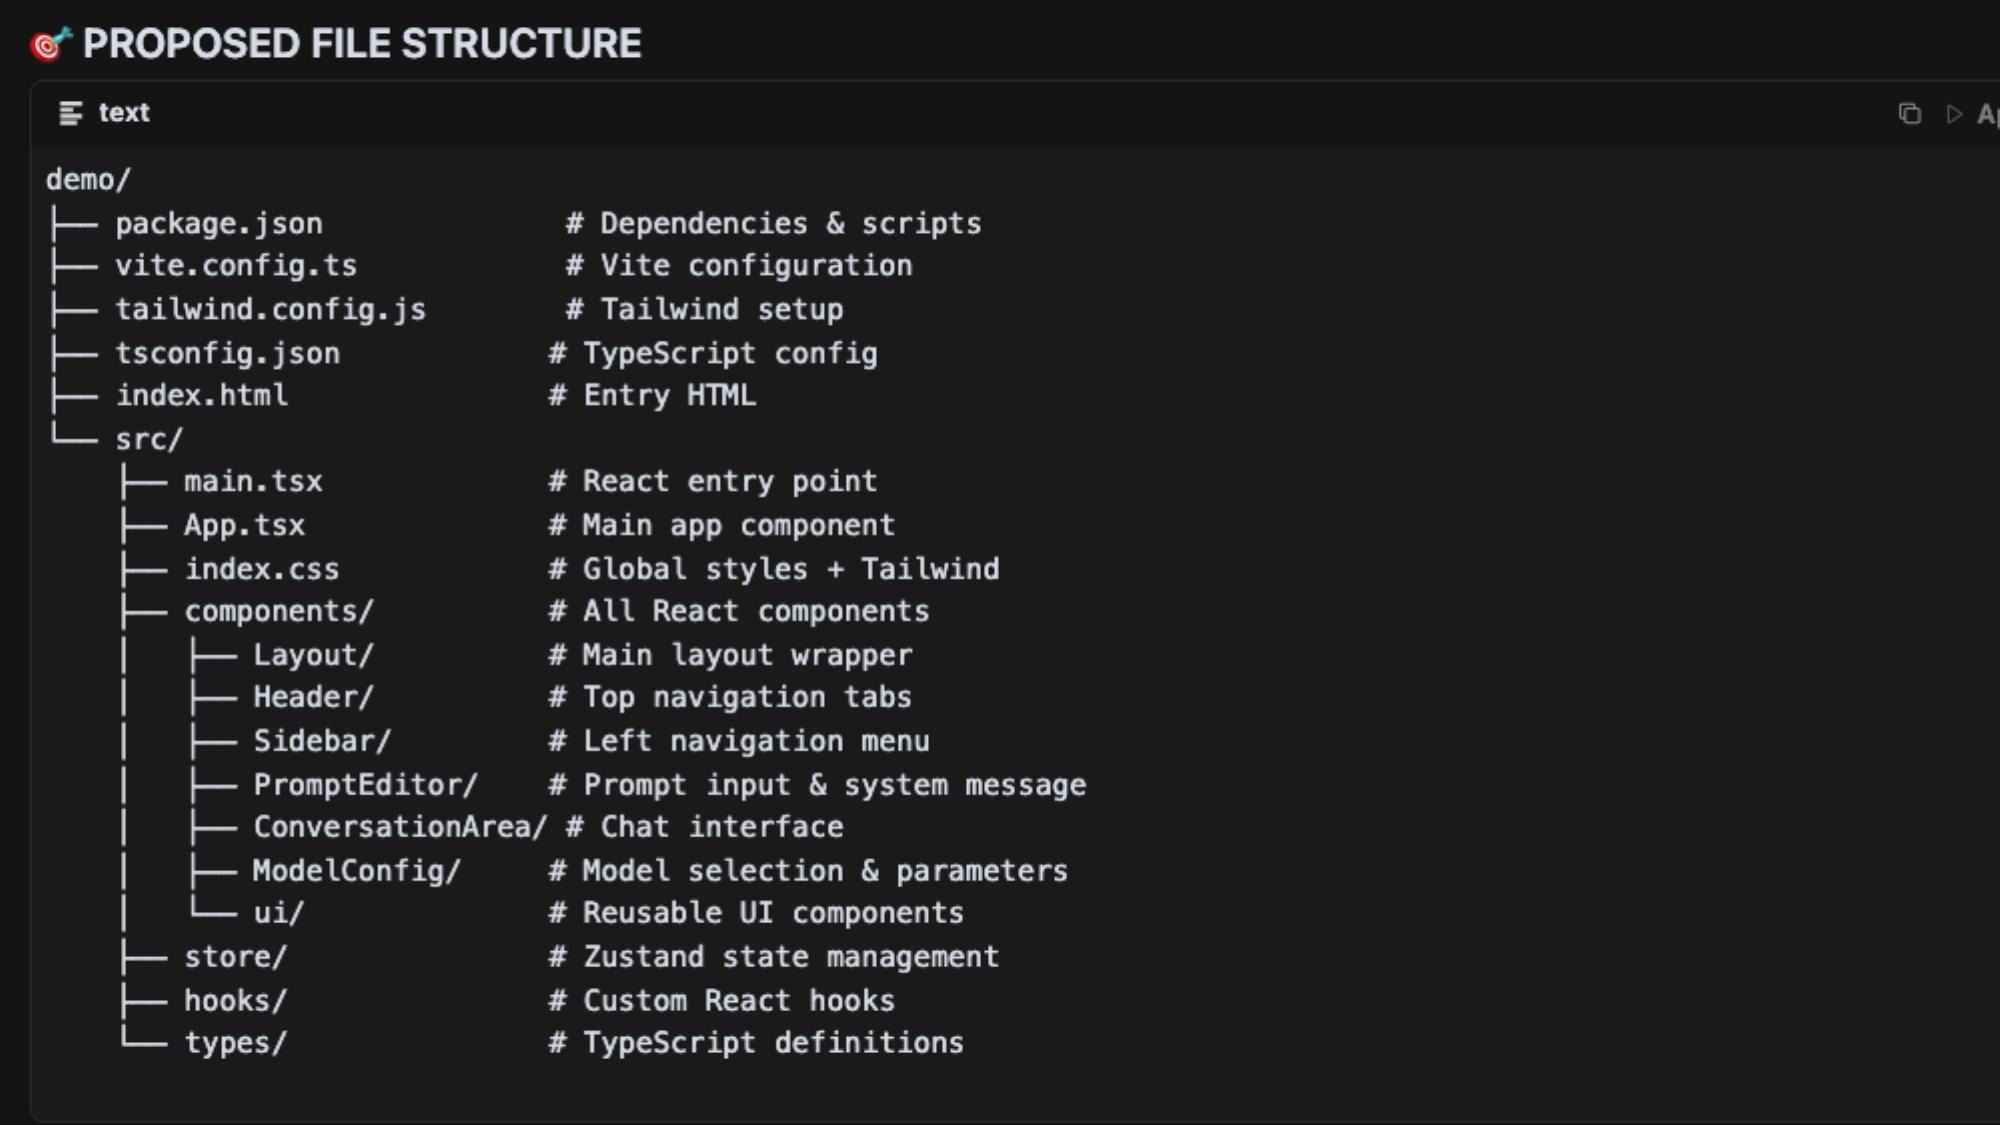 🎯 PROPOSED FILE STRUCTURE
text
demo/
├── package.json              # Dependencies & scripts
├── vite.config.ts            # Vite configuration
├── tailwind.config.js        # Tailwind setup
├── tsconfig.json            # TypeScript config
├── index.html               # Entry HTML
└── src/
    ├── main.tsx             # React entry point
    ├── App.tsx              # Main app component
    ├── index.css            # Global styles + Tailwind
    ├── components/          # All React components
    │   ├── Layout/          # Main layout wrapper
    │   ├── Header/          # Top navigation tabs
    │   ├── Sidebar/         # Left navigation menu
    │   ├── PromptEditor/    # Prompt input & system message
    │   ├── ConversationArea/ # Chat interface
    │   ├── ModelConfig/     # Model selection & parameters
    │   └── ui/              # Reusable UI components
    ├── store/               # Zustand state management
    ├── hooks/               # Custom React hooks
    └── types/               # TypeScript definitions